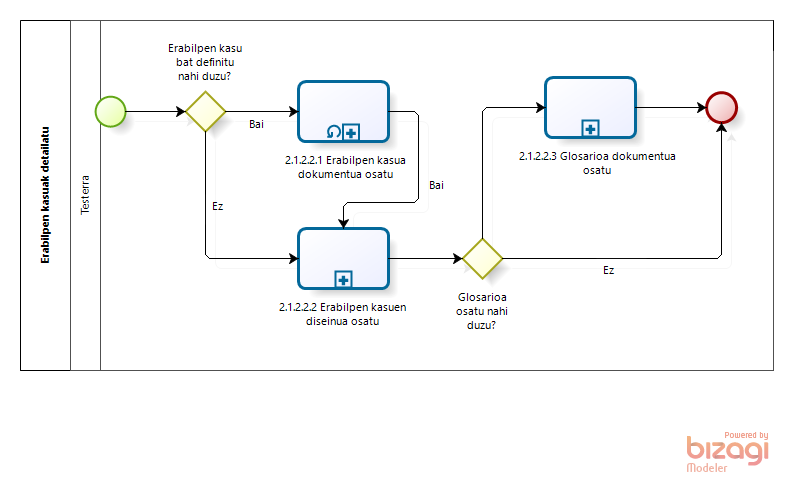 Erabilpen kasuak detailatu
Testerra
Erabilpen kasu
bat definitu
nahi duzu?
Bai
2.1.2.2.1 Erabilpen kasua
dokumentua osatu
Bai
Ez
2.1.2.2.2 Erabilpen kasuen
diseinua osatu
2.1.2.2.3 Glosarioa dokumentua
osatu
Glosarioa
osatu nahi
duzu?
Ez
Powered by
bizagi
Modeler